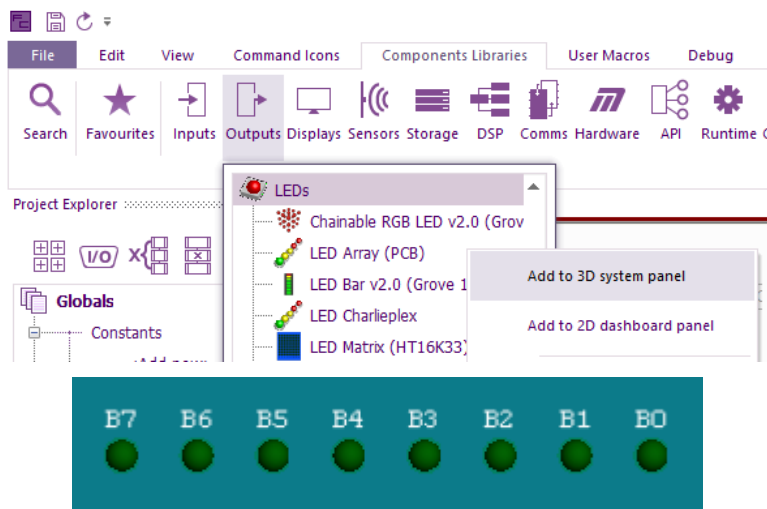 FC
File Edit View Command Icons Components Libraries User Macros Debug
Search Favourites Inputs Outputs Displays Sensors Storage DSP Comms Hardware API Runtime
Project Explorer
LEDs
Chainable RGB LED v2.0 (Grov
LED Array (PCB)
LED Bar v2.0 (Grove 1
LED Charlieplex
LED Matrix (HT16K33)
Add to 3D system panel
Add to 2D dashboard panel
I/O X
Globals
Constants
B7 B6 B5 B4 B3 B2 B1 B0